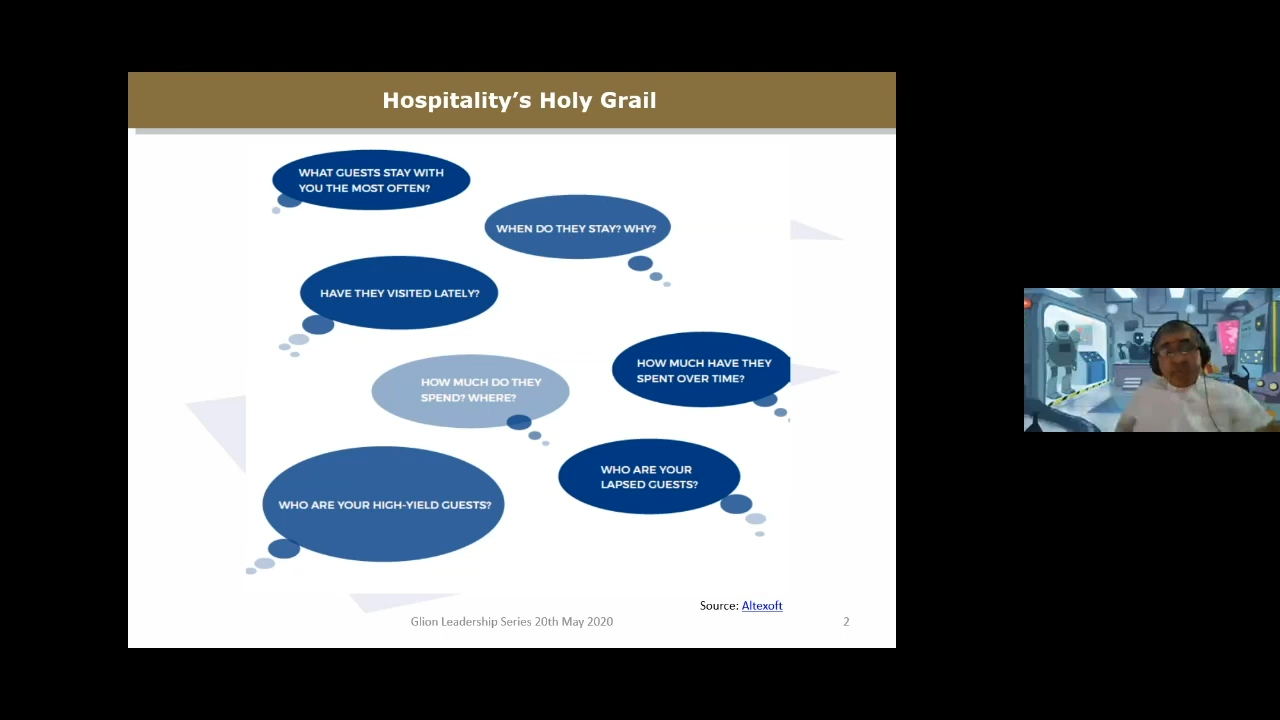 Hospitality’s Holy Grail
WHAT GUESTS STAY WITH
YOU THE MOST OFTEN?
WHEN DO THEY STAY? WHY?
HAVE THEY VISITED LATELY?
HOW MUCH HAVE THEY
SPENT OVER TIME?
HOW MUCH DO THEY
SPEND? WHERE?
WHO ARE YOUR
LAPSED GUESTS?
WHO ARE YOUR HIGH-YIELD GUESTS?
Source: Altexoft
Glion Leadership Series 20th May 2020
2